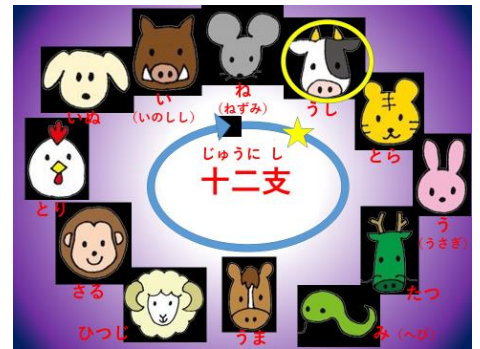 じゅうに し
十二支
ね
(ねずみ)
うし
とら
う
(うさぎ)
たつ
み (へび)
うま
ひつじ
さる
とり
いぬ
い
(いのしし)